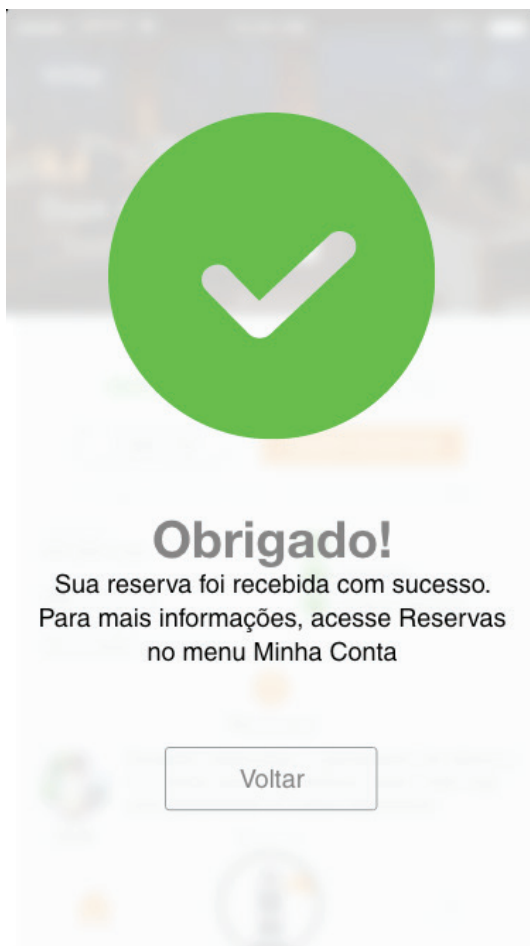 Obrigado!
Sua reserva foi recebida com sucesso.
Para mais informações, acesse Reservas
no menu Minha Conta
Voltar